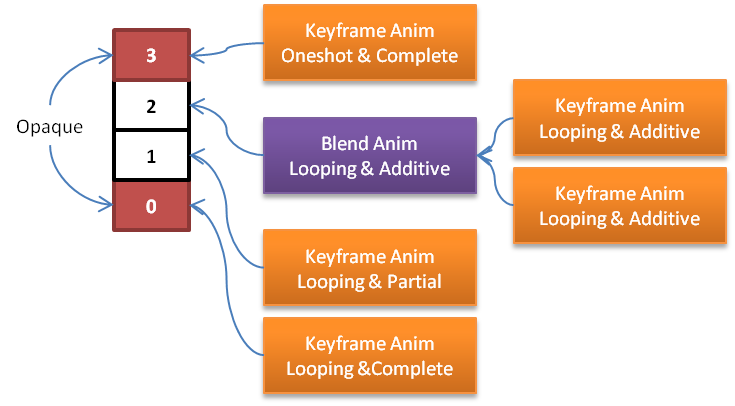 Opaque
3
2
1
0
Keyframe Anim
Oneshot & Complete
Blend Anim
Looping & Additive
Keyframe Anim
Looping & Additive
Keyframe Anim
Looping & Additive
Keyframe Anim
Looping & Partial
Keyframe Anim
Looping &Complete